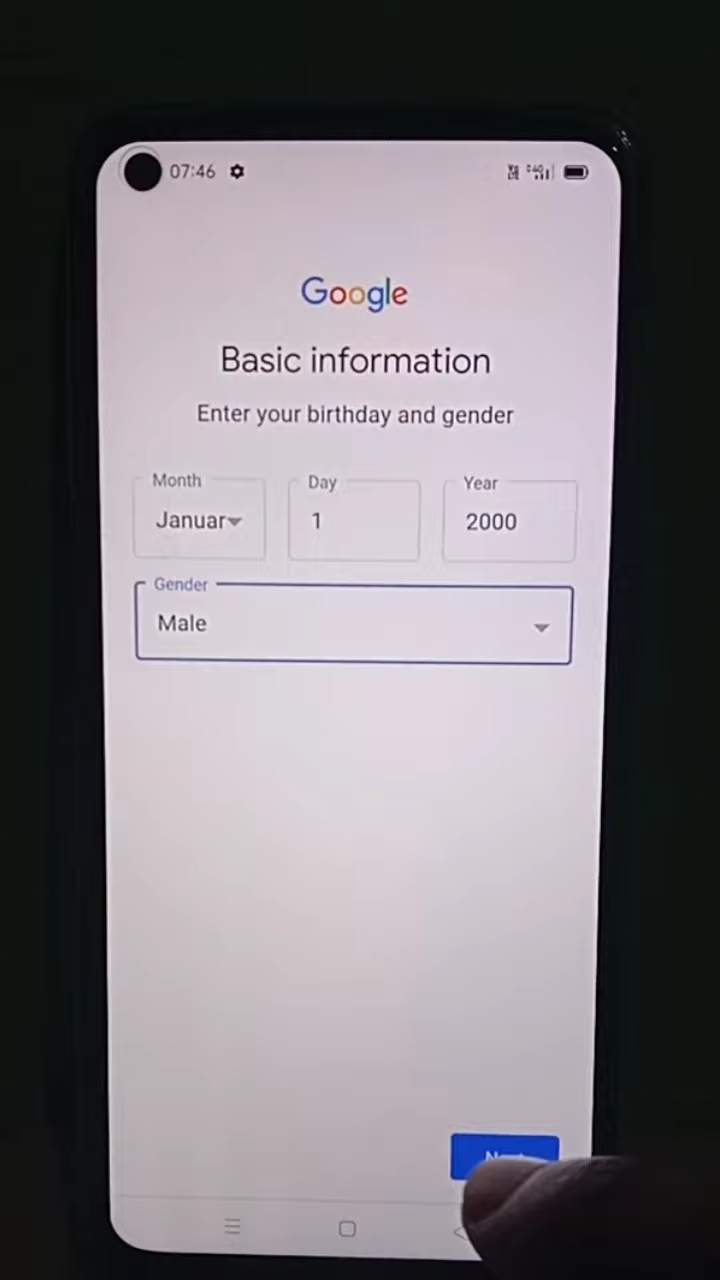 07:46
Google
Basic information
Enter your birthday and gender
Month Day Year
Januar 1 2000
Gender
Male